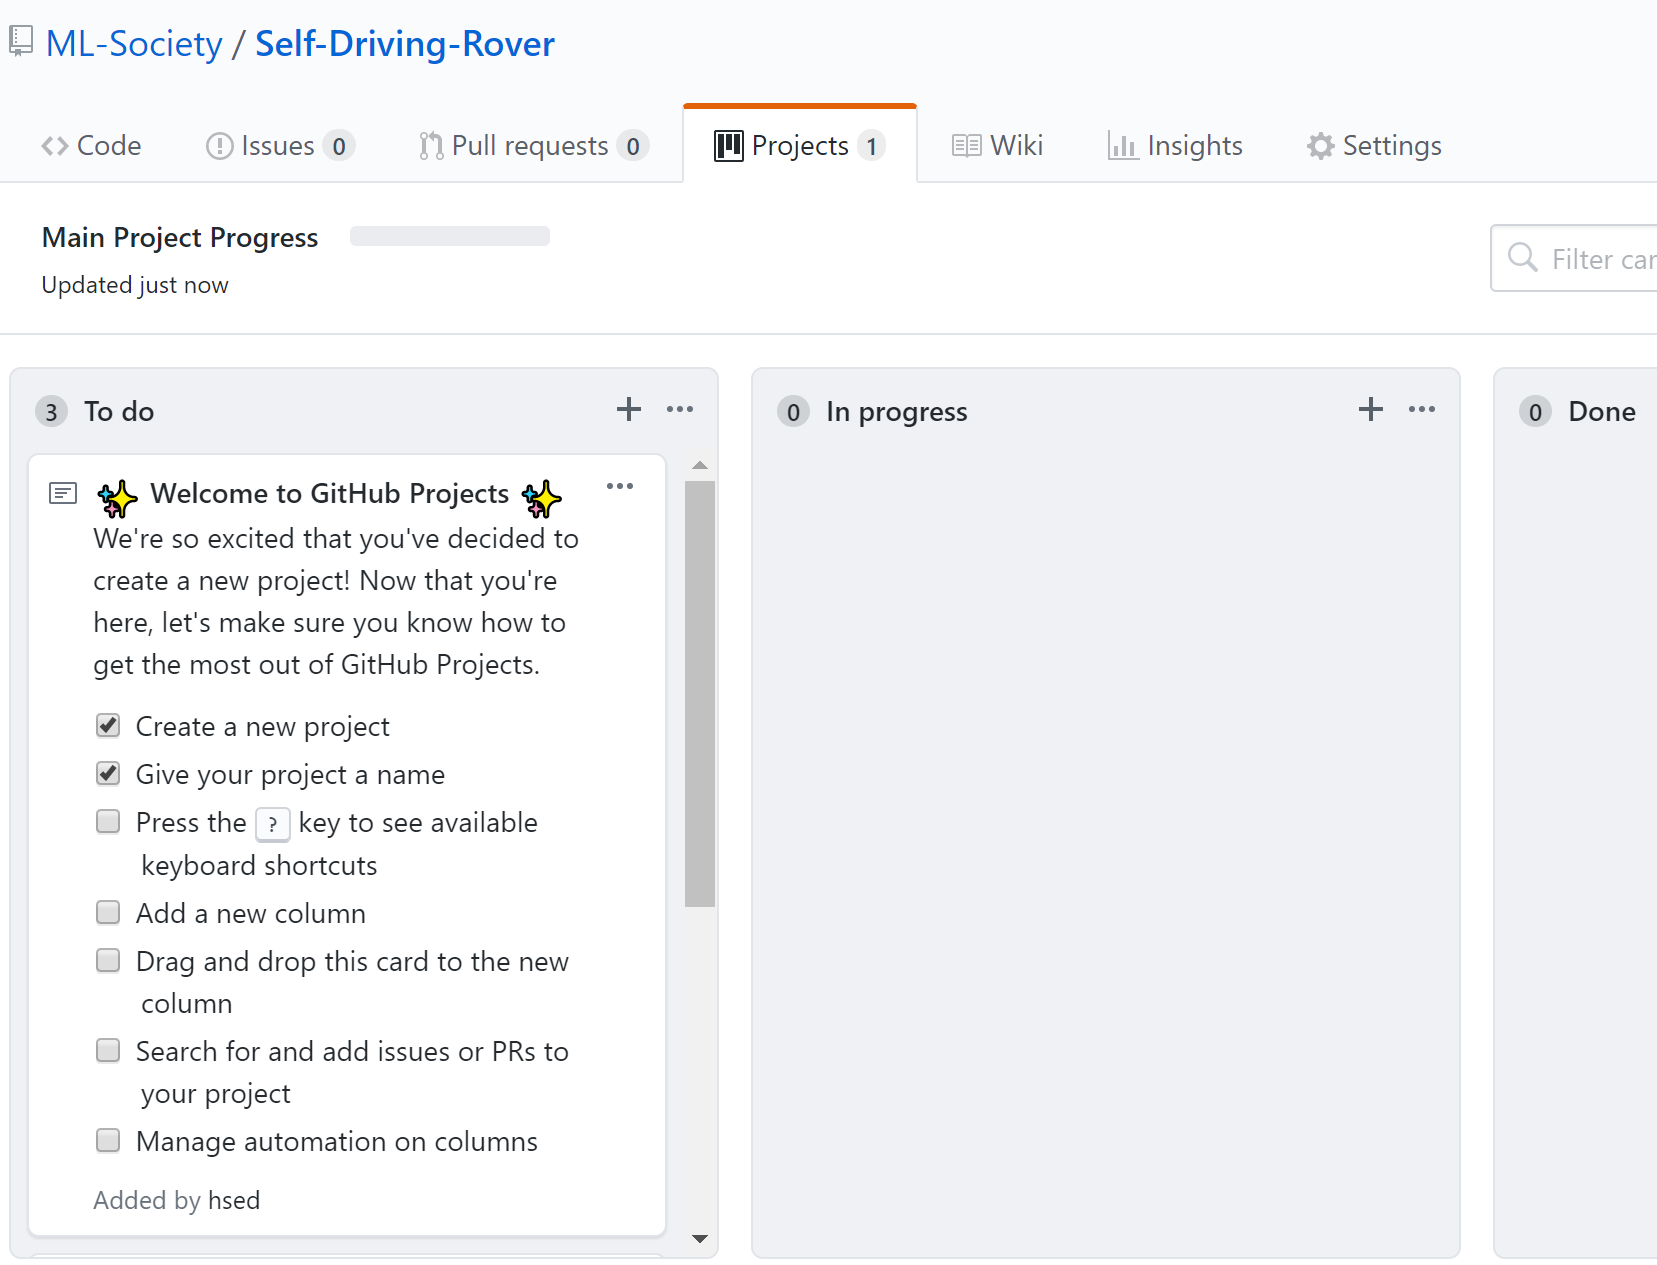 ML-Society / Self-Driving-Rover
Code Issues 0 Pull requests 0 Projects 1 Wiki Insights Settings
Main Project Progress
Updated just now
Filter car
3 To do
0 In progress
0 Done
Welcome to GitHub Projects
We're so excited that you've decided to
create a new project! Now that you're
here, let's make sure you know how to
get the most out of GitHub Projects.
Create a new project
Give your project a name
Press the ? key to see available
keyboard shortcuts
Add a new column
Drag and drop this card to the new
column
Search for and add issues or PRs to
your project
Manage automation on columns
Added by hsed